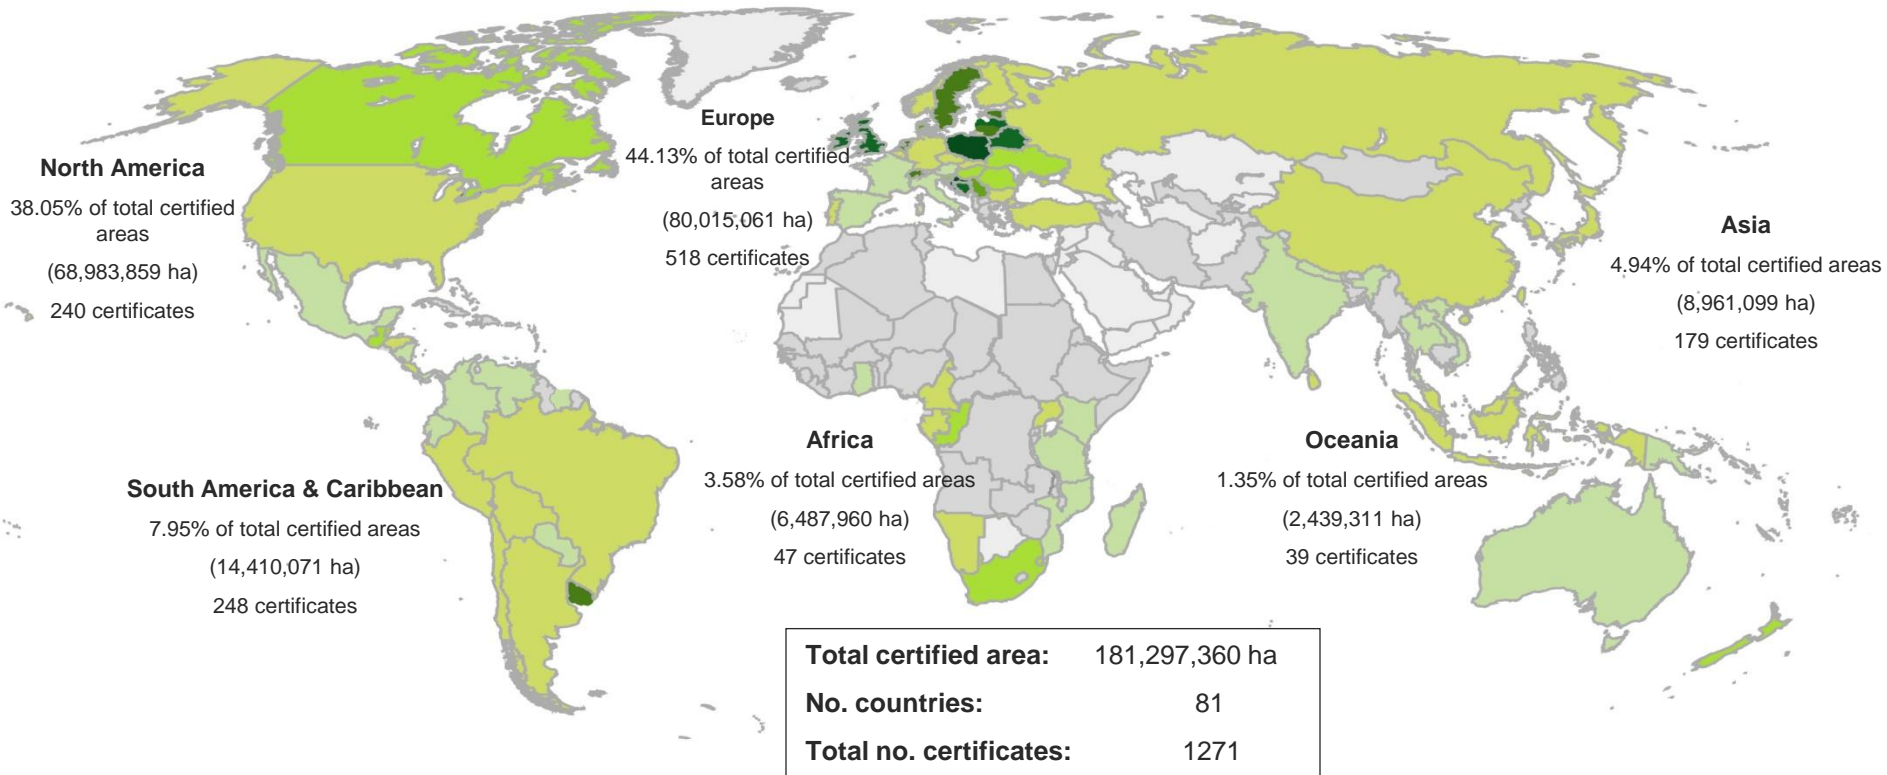 North America
38.05% of total certified
areas
(68,983,859 ha)
240 certificates
Europe
44.13% of total certified
areas
(80,015,061 ha)
518 certificates
Asia
4.94% of total certified areas
(8,961,099 ha)
179 certificates
South America & Caribbean
7.95% of total certified areas
(14,410,071 ha)
248 certificates
Africa
3.58% of total certified areas
(6,487,960 ha)
47 certificates
Oceania
1.35% of total certified areas
(2,439,311 ha)
39 certificates
Total certified area: 181,297,360 ha
No. countries: 81
Total no. certificates: 1271